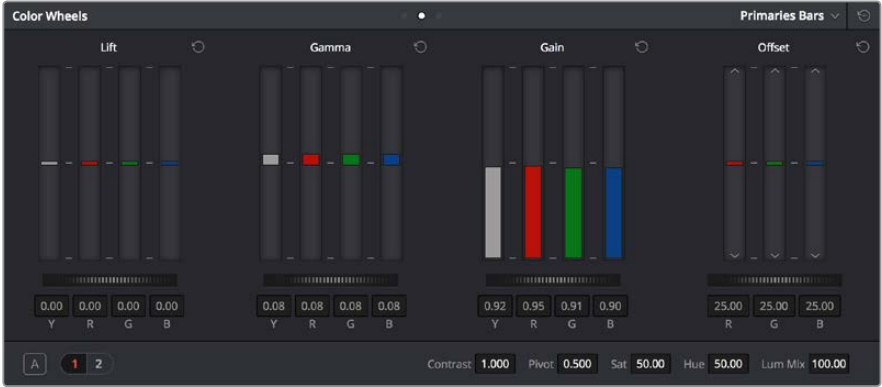 Color Wheels Primaries Bars
Lift Gamma Gain Offset
0.00 0.00 0.00 0.00 0.08 0.08 0.08 0.08 0.92 0.95 0.91 0.90 25.00 25.00 25.00
Y R G B Y R G B Y R G B R G B
A 1 2 Contrast 1.000 Pivot 0.500 Sat 50.00 Hue 50.00 Lum Mix 100.00